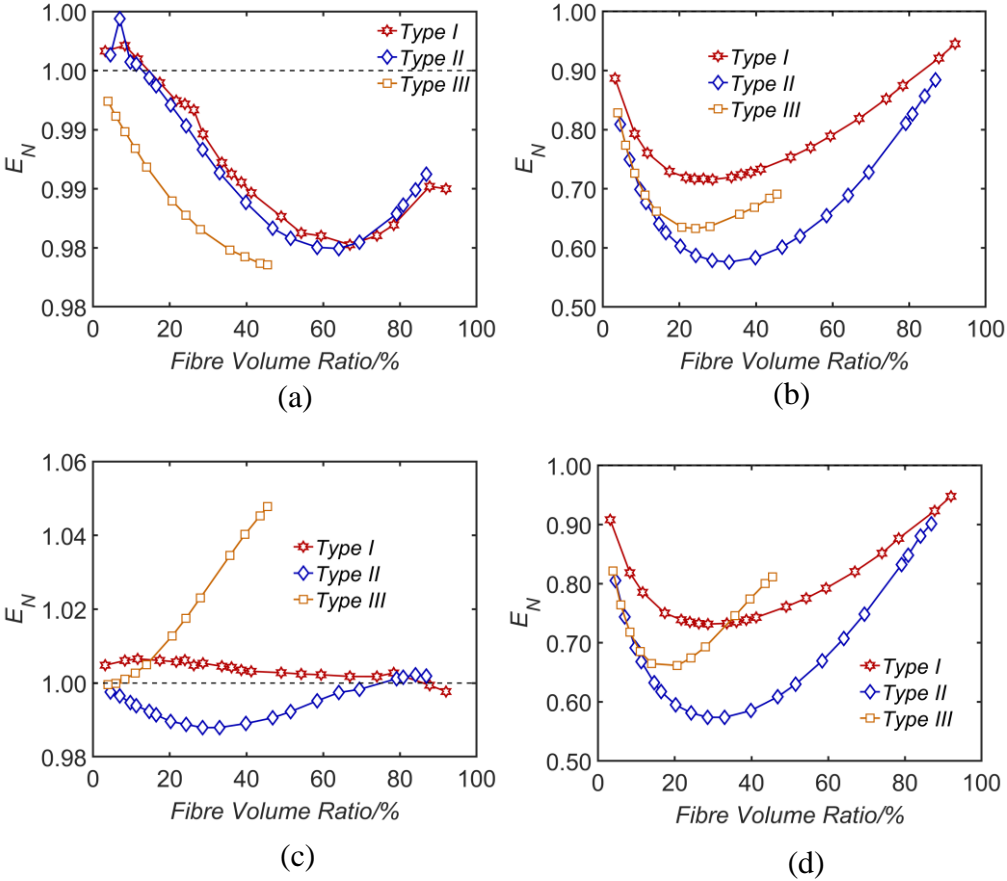 1.00
1.00
0.99
0.99
0.98
0.98
E_N
Type I
Type II
Type III
0 20 40 60 80 100
Fibre Volume Ratio/%
(a)
1.00
0.90
0.80
0.70
0.60
0.50
E_N
Type I
Type II
Type III
0 20 40 60 80 100
Fibre Volume Ratio/%
(b)
1.06
1.04
1.02
1.00
0.98
E_N
Type I
Type II
Type III
0 20 40 60 80 100
Fibre Volume Ratio/%
(c)
1.00
0.90
0.80
0.70
0.60
0.50
E_N
Type I
Type II
Type III
0 20 40 60 80 100
Fibre Volume Ratio/%
(d)